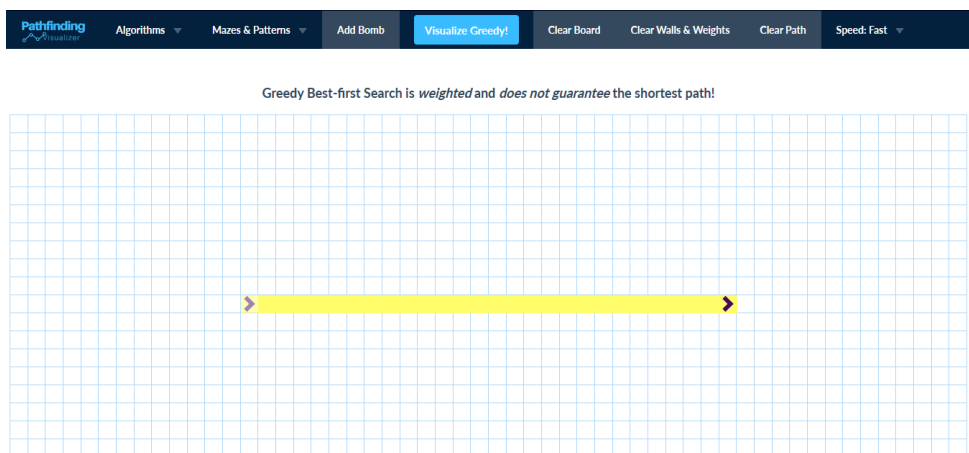 Pathfinding
Visualizer
Algorithms
Mazes & Patterns
Add Bomb
Visualize Greedy!
Clear Board
Clear Walls & Weights
Clear Path
Speed: Fast
Greedy Best-first Search is weighted and does not guarantee the shortest path!